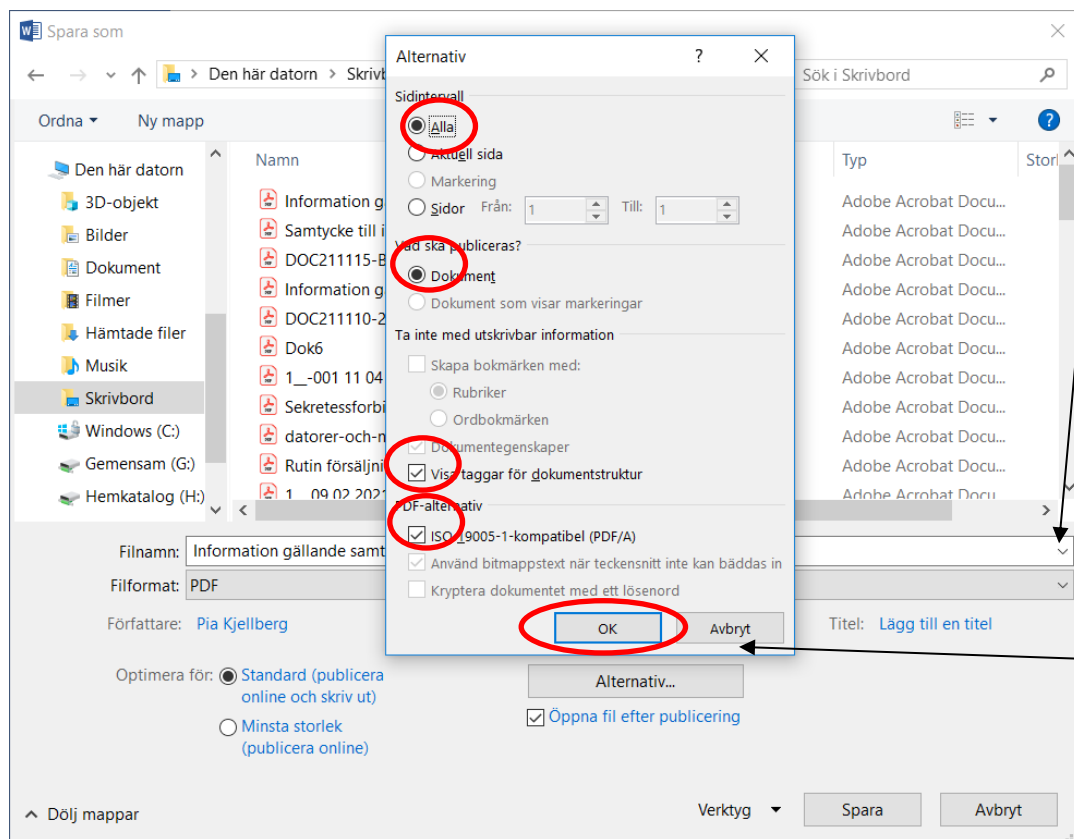 Spara som
Den här datorn > Skrivb
Sök i Skrivbord
Ordna
Ny mapp
Den här datorn
3D-objekt
Bilder
Dokument
Filmer
Hämtade filer
Musik
Skrivbord
Windows (C:)
Gemensam (G:)
Hemkatalog (H:)
Namn
Information g
Samtycke till i
DOC211115-B
Information g
DOC211110-2
Dok6
1__-001 11 04
Sekretessforbi
datorer-och-n
Rutin försäljni
1 09 02 2021
Typ
Storl
Adobe Acrobat Docu...
Adobe Acrobat Docu...
Adobe Acrobat Docu...
Adobe Acrobat Docu...
Adobe Acrobat Docu...
Adobe Acrobat Docu...
Adobe Acrobat Docu...
Adobe Acrobat Docu...
Adobe Acrobat Docu...
Adobe Acrobat Docu...
Adobe Acrobat Docu
Alternativ
?
Sidintervall
Alla
Aktuell sida
Markering
Sidor Från: 1 Till: 1
Vad ska publiceras?
Dokument
Dokument som visar markeringar
Ta inte med utskrivbar information
Skapa bokmärken med:
Rubriker
Ordbokmärken
Dokumentegenskaper
Visa taggar för dokumentstruktur
PDF-alternativ
ISO 19005-1-kompatibel (PDF/A)
Använd bitmappstext när teckensnitt inte kan bäddas in
Kryptera dokumentet med ett lösenord
OK
Avbryt
Filnamn: Information gällande samt
Filformat: PDF
Författare: Pia Kjellberg
Titel: Lägg till en titel
Optimera för: Standard (publicera
online och skriv ut)
Minsta storlek
(publicera online)
Alternativ...
Öppna fil efter publicering
Dölj mappar
Verktyg
Spara
Avbryt